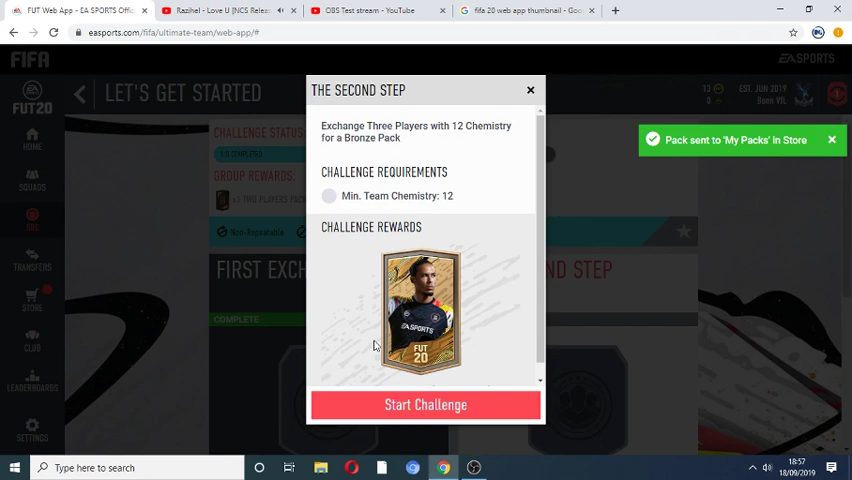 FUT Web App - EA SPORTS Offic
Razihel - Love U [NCS Relea
OBS Test stream - YouTube
fifa 20 web app thumbnail - Goo
easports.com/fifa/ultimate-team/web-app/#
FIFA
EA SPORTS
FUT20
LET'S GET STARTED
EST. JUN 2019
HOME
SQUADS
SBC
TRANSFERS
STORE
CLUB
LEADERBOARDS
SETTINGS
CHALLENGE STATUS
COMPLETED
GROUP REWARDS:
Non-Repeatable
FIRST EXC
COMPLETE
OND STEP
THE SECOND STEP
Exchange Three Players with 12 Chemistry
for a Bronze Pack
CHALLENGE REQUIREMENTS
Min. Team Chemistry: 12
CHALLENGE REWARDS
EA SPORTS
FUT
20
Start Challenge
Pack sent to 'My Packs' in Store
Type here to search
18:57
18/09/2019